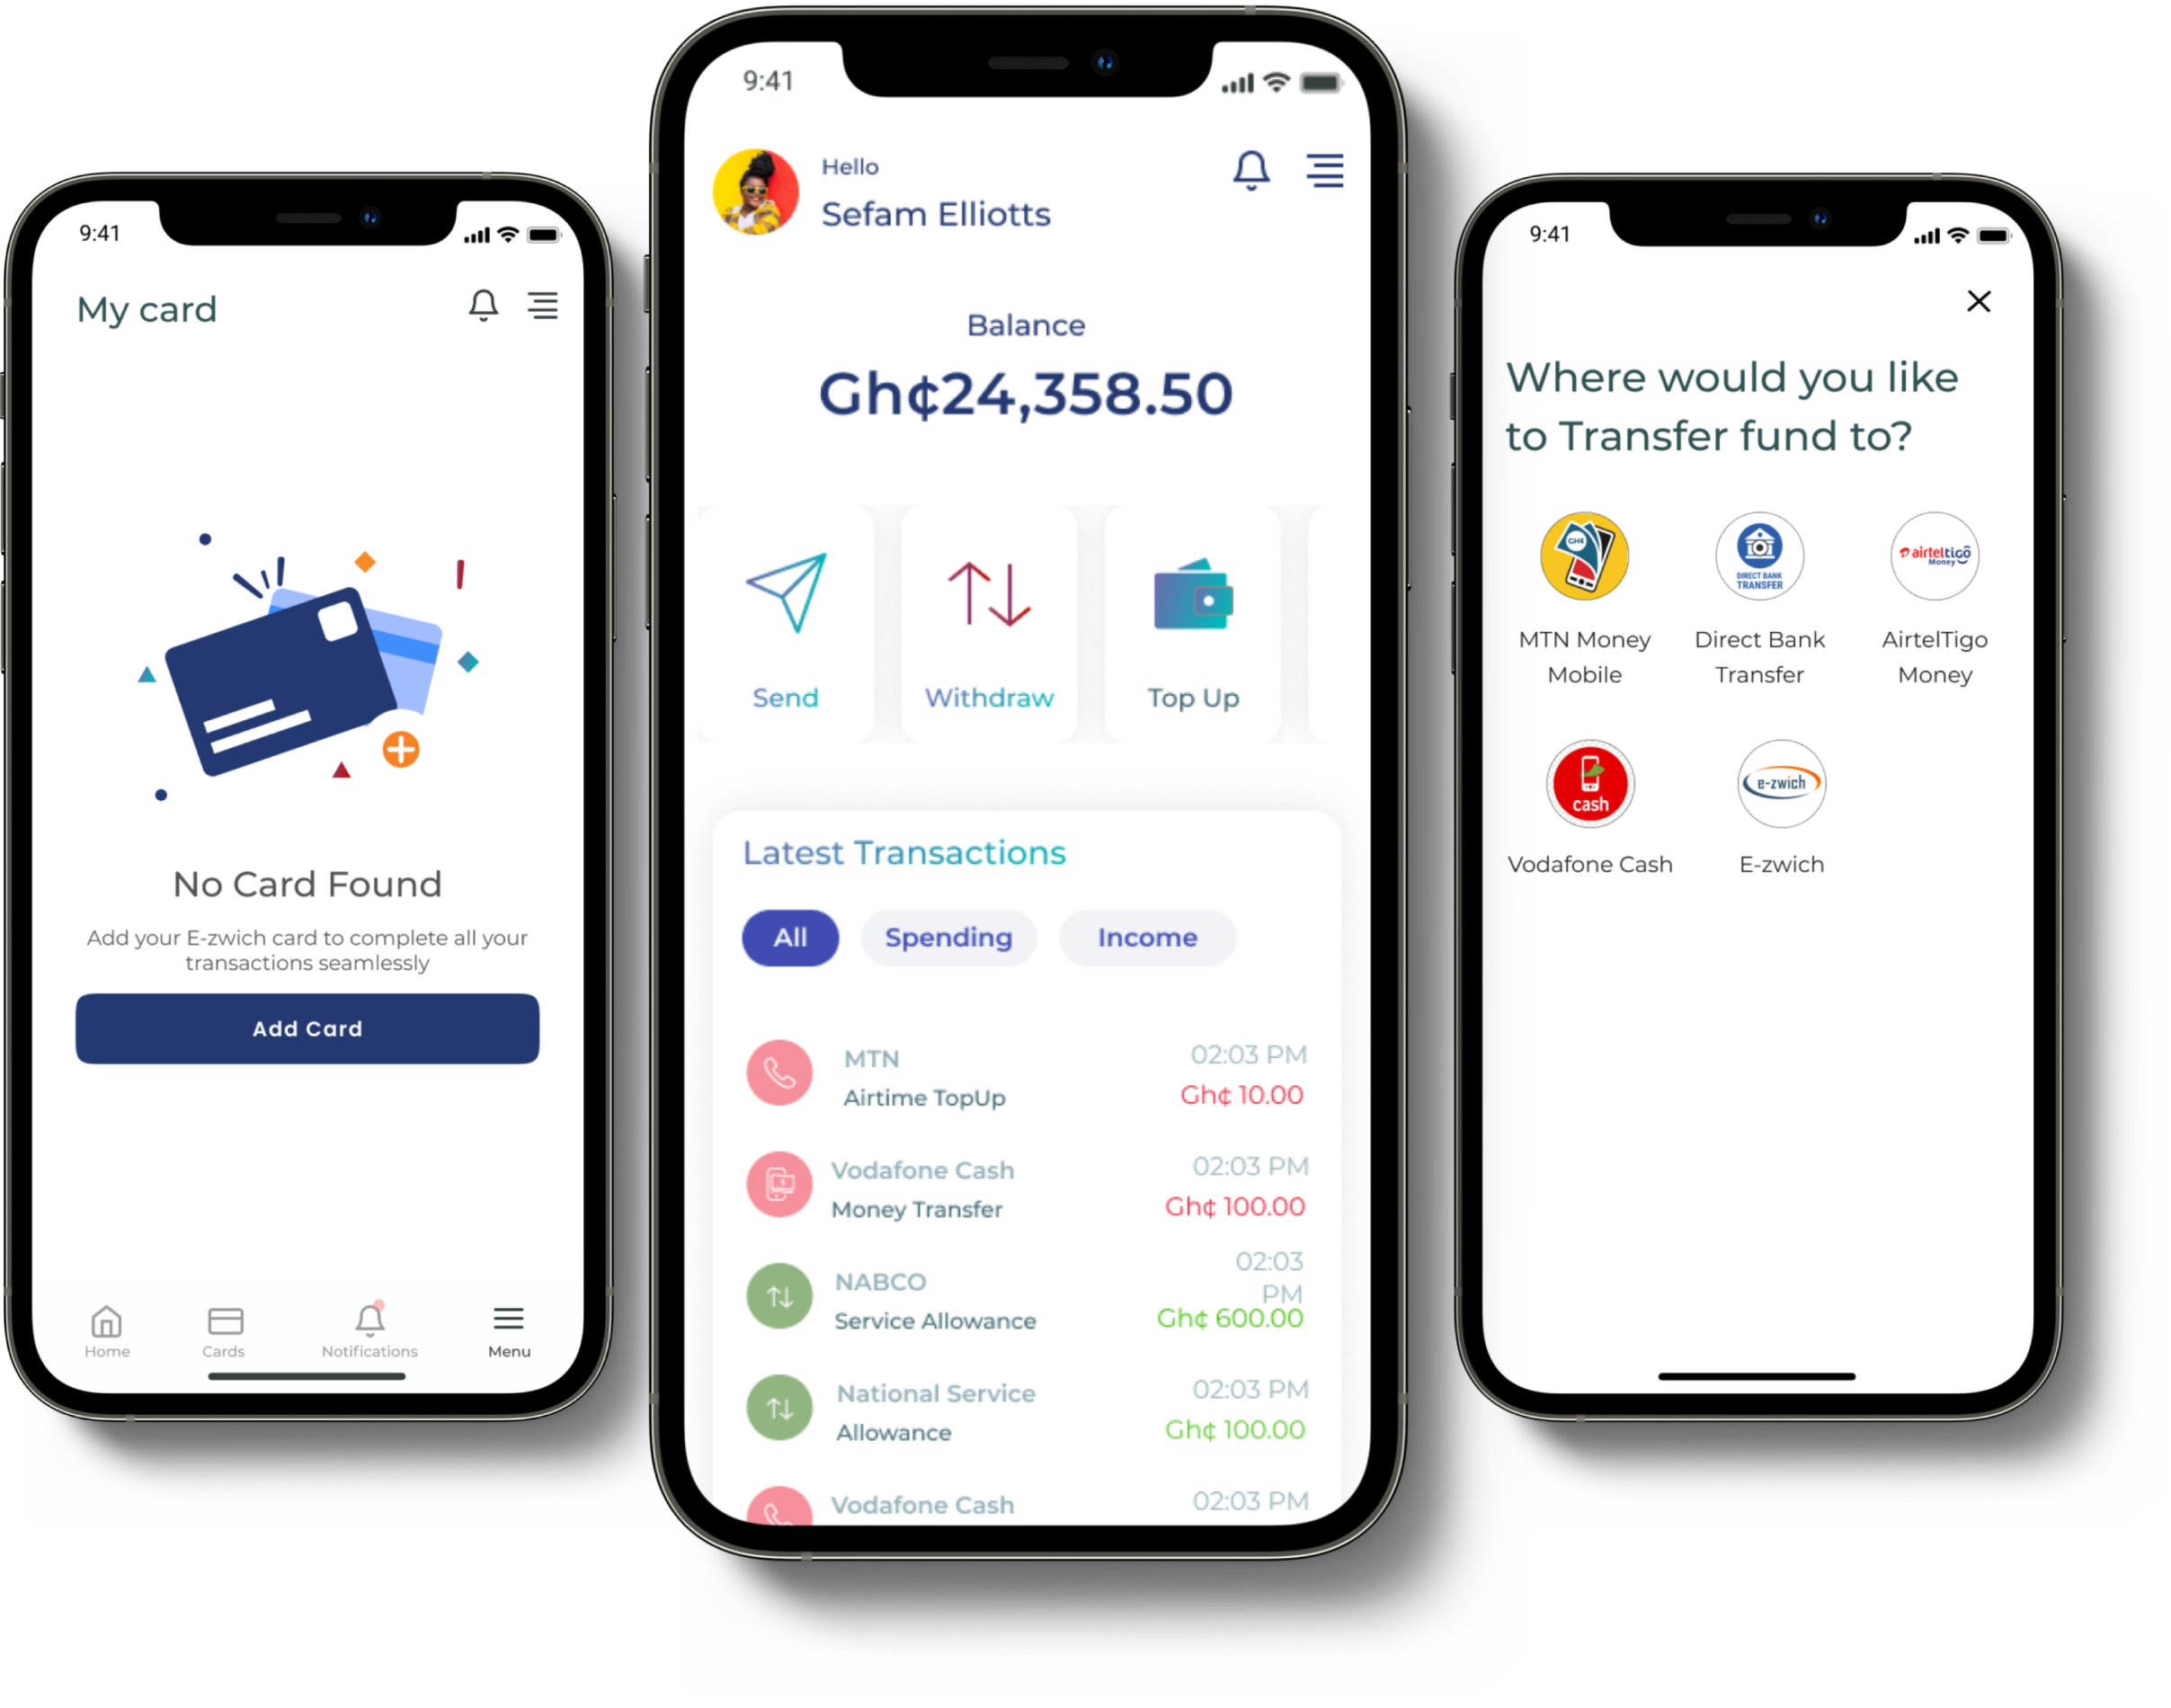 9:41
My card
No Card Found
Add your E-zwich card to complete all your
transactions seamlessly
Add Card
Home
Cards
Notifications
Menu
9:41
Hello
Sefam Elliotts
Balance
Gh¢24,358.50
Send
Withdraw
Top Up
Latest Transactions
All
Spending
Income
MTN
02:03 PM
Airtime TopUp
Gh¢ 10.00
Vodafone Cash
02:03 PM
Money Transfer
Gh¢ 100.00
NABCO
02:03
PM
Service Allowance
Gh¢ 600.00
National Service
02:03 PM
Allowance
Gh¢ 100.00
Vodafone Cash
02:03 PM
9:41
Where would you like
to Transfer fund to?
GH¢
DIRECT BANK
TRANSFER
airteltigo
Money
MTN Money
Mobile
Direct Bank
Transfer
AirtelTigo
Money
cash
e-zwich
Vodafone Cash
E-zwich